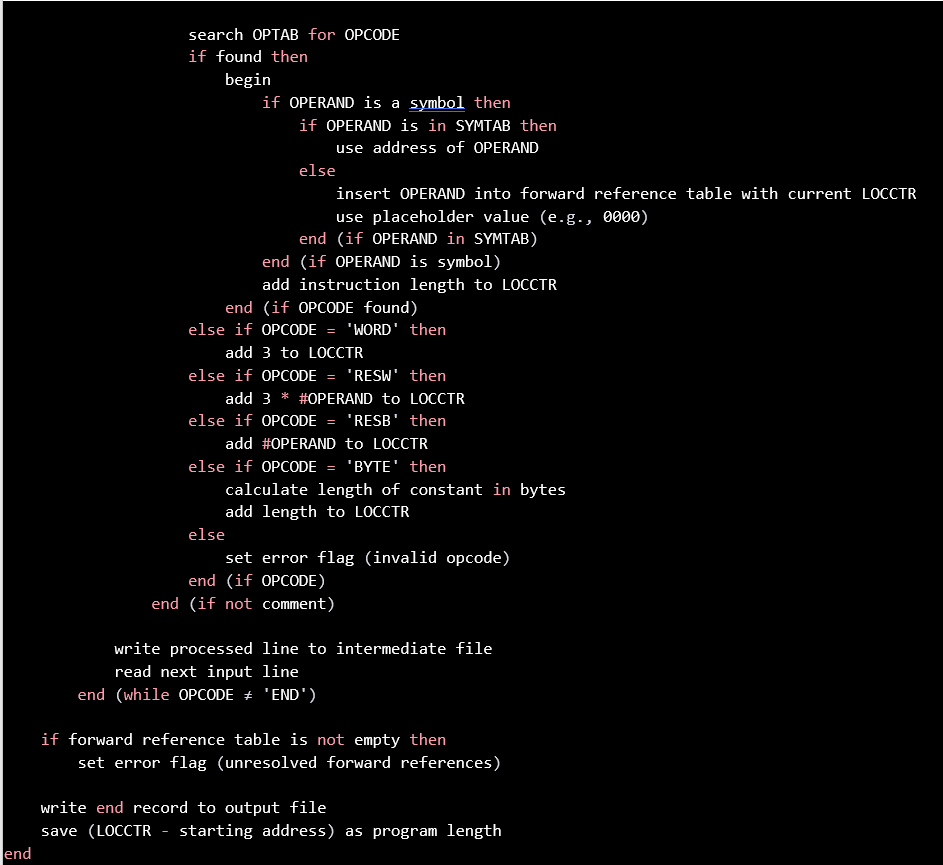 search OPTAB for OPCODE
if found then
begin
if OPERAND is a symbol then
if OPERAND is in SYMTAB then
use address of OPERAND
else
insert OPERAND into forward reference table with current LOCCTR
use placeholder value (e.g., 0000)
end (if OPERAND in SYMTAB)
end (if OPERAND is symbol)
add instruction length to LOCCTR
end (if OPCODE found)
else if OPCODE = 'WORD' then
add 3 to LOCCTR
else if OPCODE = 'RESW' then
add 3 * #OPERAND to LOCCTR
else if OPCODE = 'RESB' then
add #OPERAND to LOCCTR
else if OPCODE = 'BYTE' then
calculate length of constant in bytes
add length to LOCCTR
else
set error flag (invalid opcode)
end (if OPCODE)
end (if not comment)
write processed line to intermediate file
read next input line
end (while OPCODE ≠ 'END')
if forward reference table is not empty then
set error flag (unresolved forward references)
write end record to output file
save (LOCCTR - starting address) as program length
end